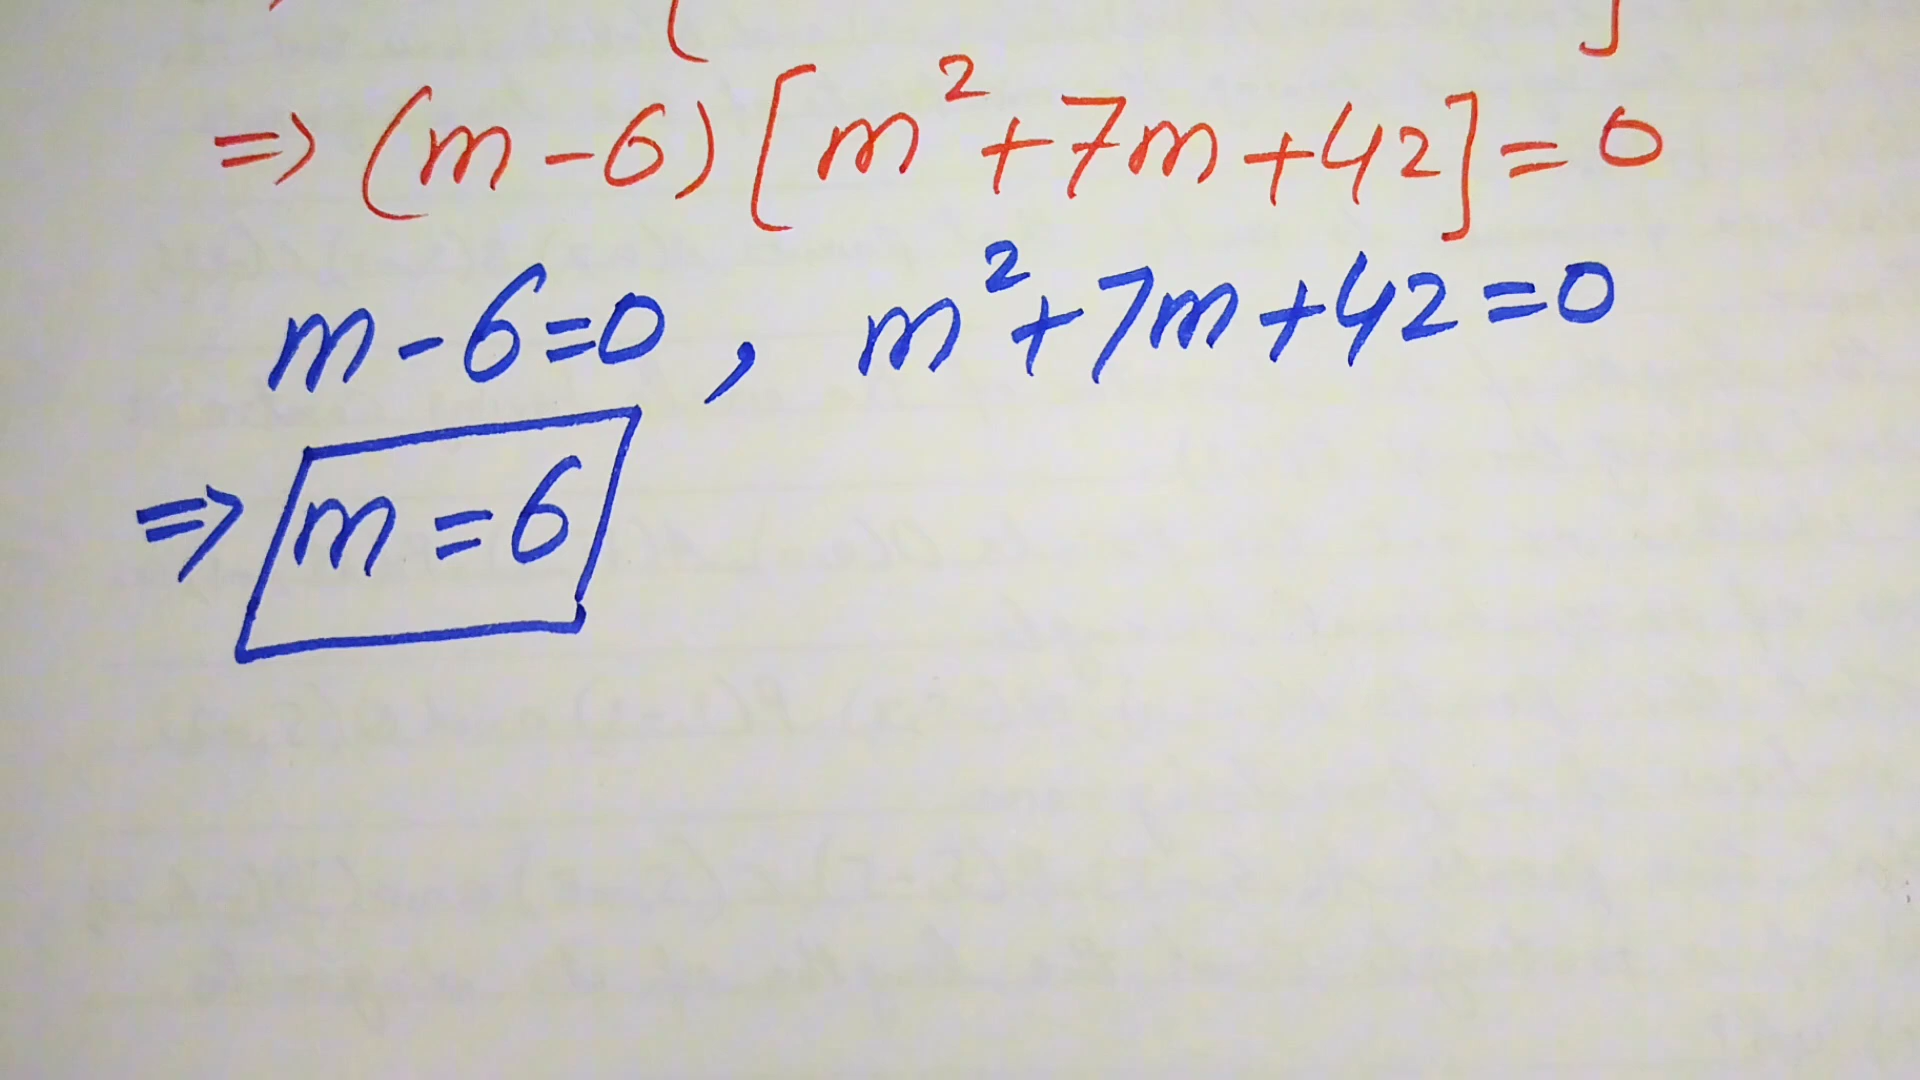 ⇒ (m-6)[m²+7m+42]=0
m-6=0, m²+7m+42=0
⇒ m=6